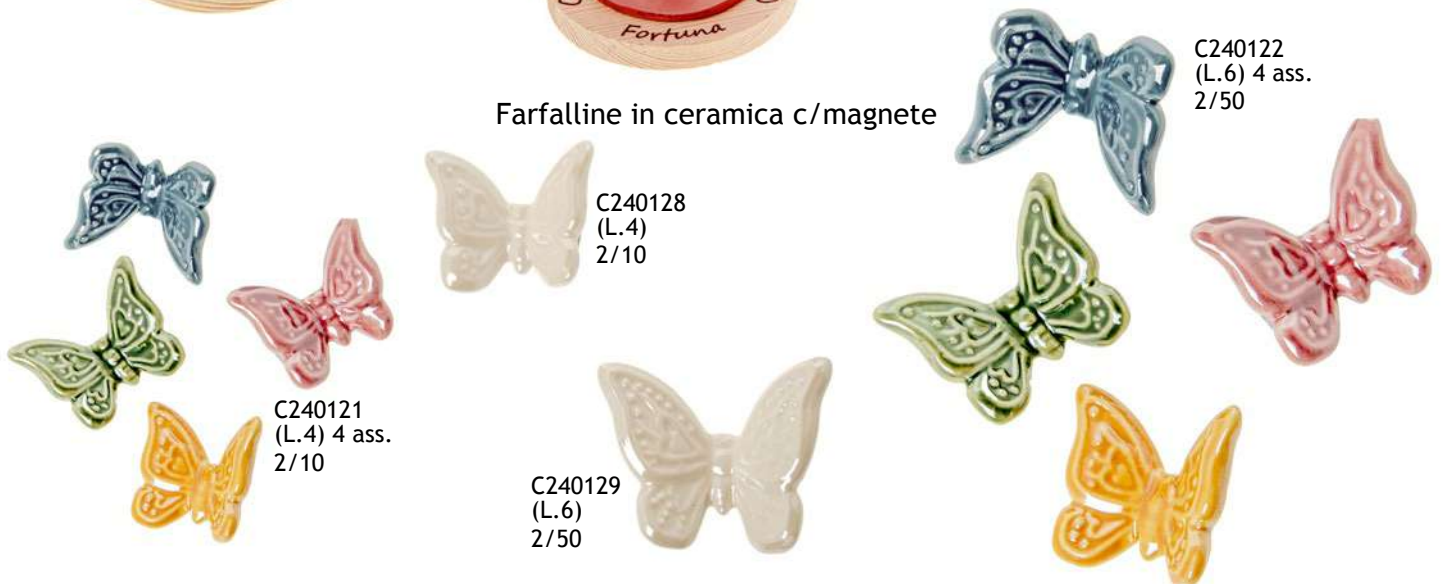 Fortuna
Farfalline in ceramica c/magnete
C240122
(L.6) 4 ass.
2/50
C240128
(L.4)
2/10
C240121
(L.4) 4 ass.
2/10
C240129
(L.6)
2/50